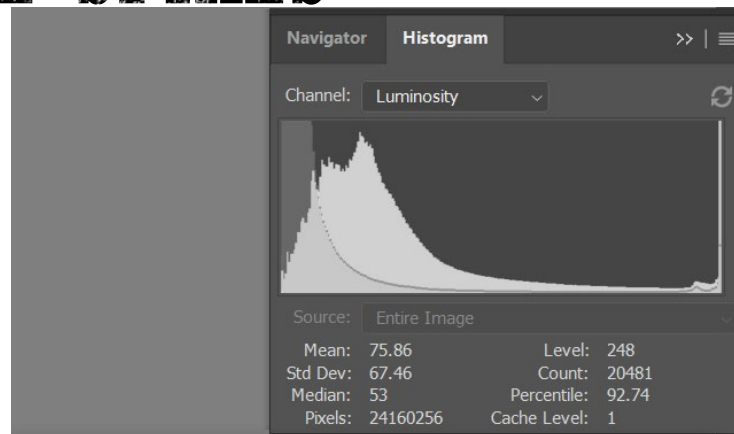 Navigator Histogram >>
Channel: Luminosity
Source: Entire Image
Mean: 75.86 Level: 248
Std Dev: 67.46 Count: 20481
Median: 53 Percentile: 92.74
Pixels: 24160256 Cache Level: 1